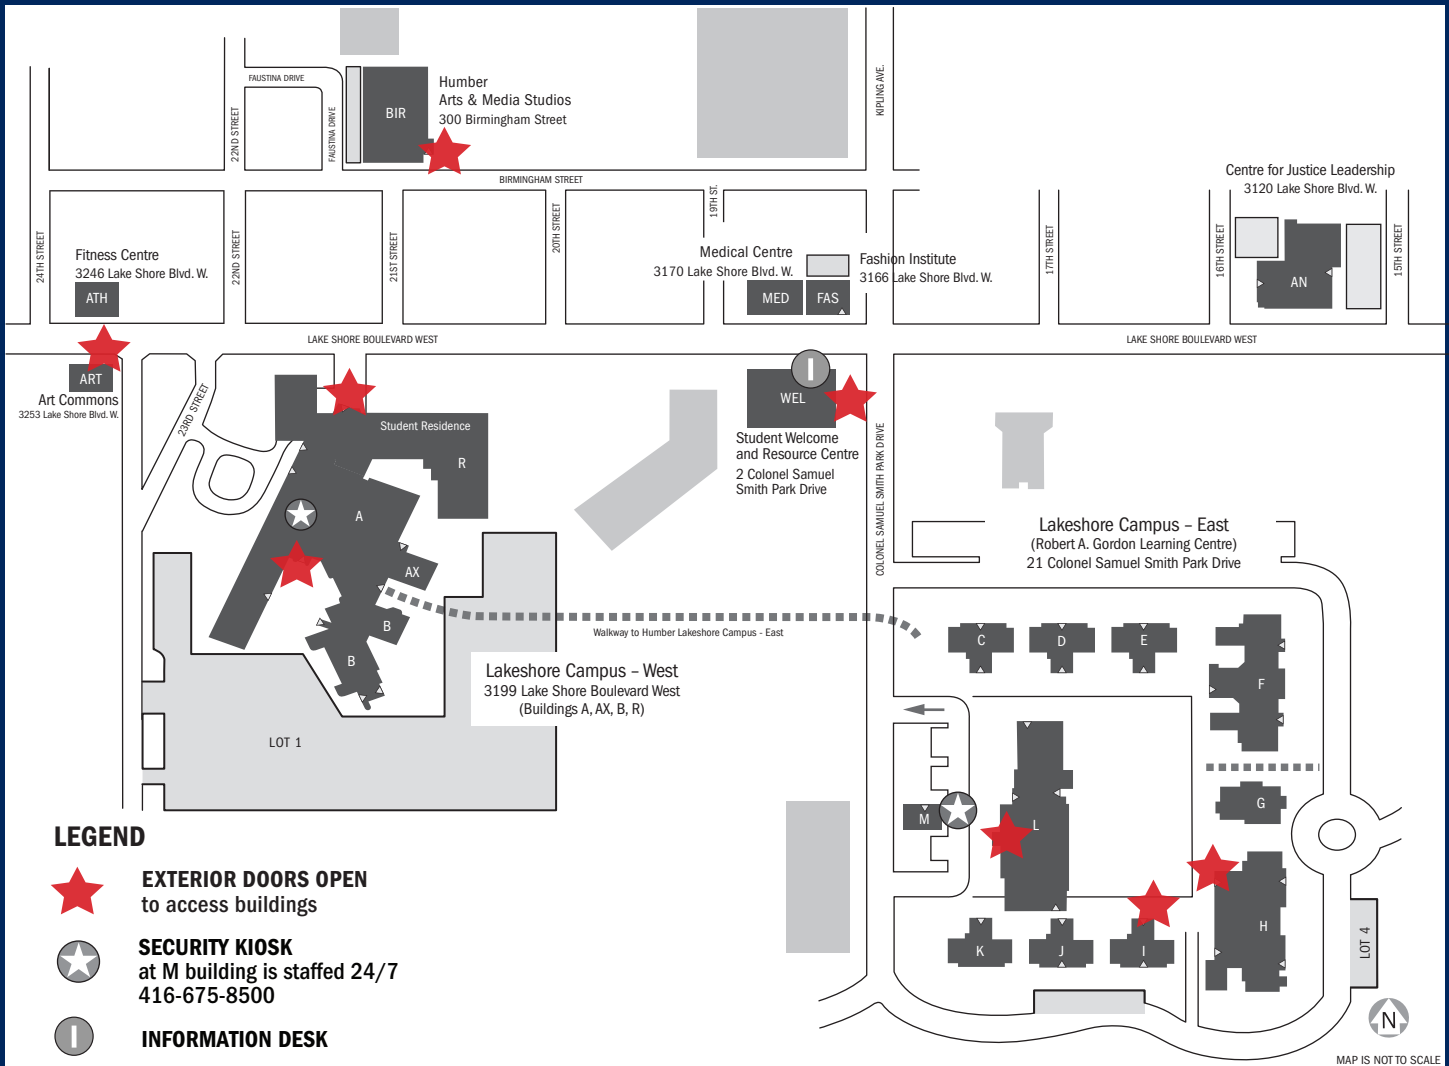 FAUSTINA DRIVE
FAUSTINA DRIVE
22ND STREET
BIR
Humber
Arts & Media Studios
300 Birmingham Street
KIPLING AVE.
BIRMINGHAM STREET
Centre for Justice Leadership
3120 Lake Shore Blvd. W.
24TH STREET
22ND STREET
21ST STREET
20TH STREET
19TH ST.
17TH STREET
16TH STREET
15TH STREET
Fitness Centre
3246 Lake Shore Blvd. W.
ATH
Medical Centre
3170 Lake Shore Blvd. W.
MED
FAS
Fashion Institute
3166 Lake Shore Blvd. W.
AN
LAKE SHORE BOULEVARD WEST
LAKE SHORE BOULEVARD WEST
ART
Art Commons
3253 Lake Shore Blvd. W.
23RD STREET
Student Residence
R
A
AX
B
B
I
WEL
Student Welcome
and Resource Centre
2 Colonel Samuel
Smith Park Drive
COLONEL SAMUEL SMITH PARK DRIVE
Lakeshore Campus – East
(Robert A. Gordon Learning Centre)
21 Colonel Samuel Smith Park Drive
Walkway to Humber Lakeshore Campus - East
Lakeshore Campus – West
3199 Lake Shore Boulevard West
(Buildings A, AX, B, R)
LOT 1
C
D
E
F
G
M
L
H
K
J
I
LOT 4
LEGEND
EXTERIOR DOORS OPEN
to access buildings
SECURITY KIOSK
at M building is staffed 24/7
416-675-8500
I
INFORMATION DESK
N
MAP IS NOT TO SCALE